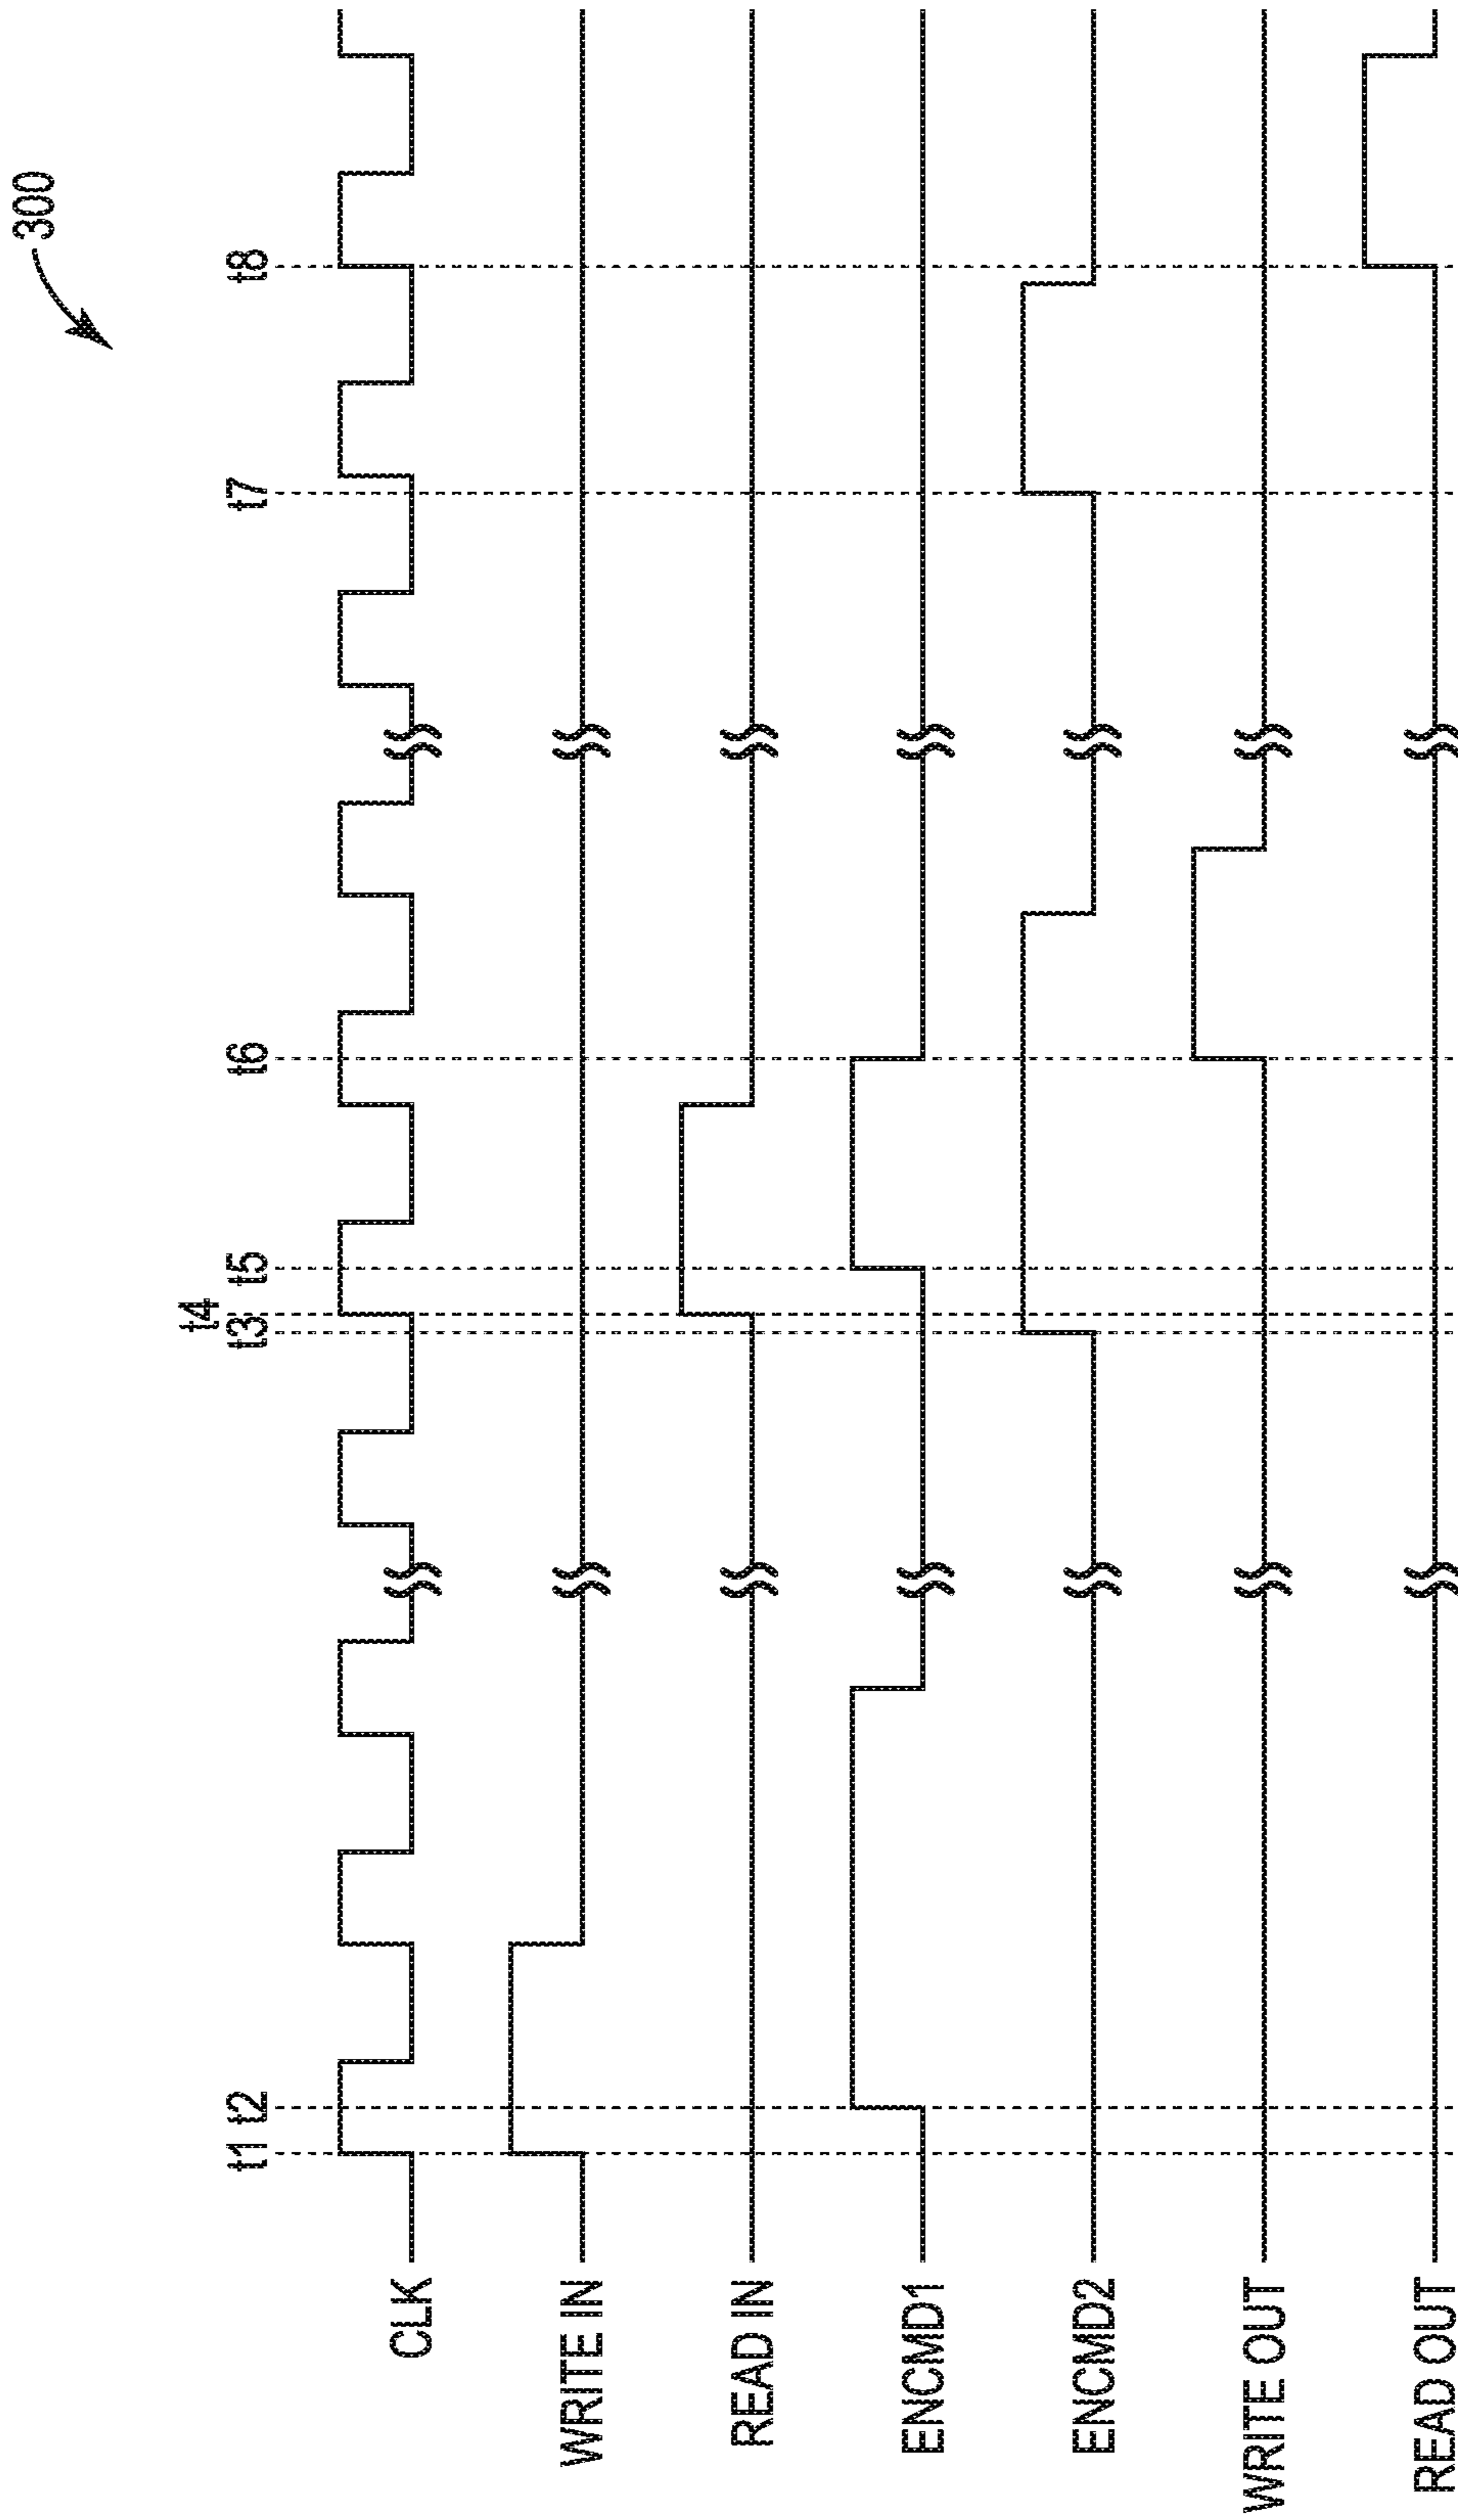 300
t4
t1 t2 t3 t5 t6 t7 t8
CLK
WRITE IN
READ IN
ENCMD1
ENCMD2
WRITE OUT
READ OUT